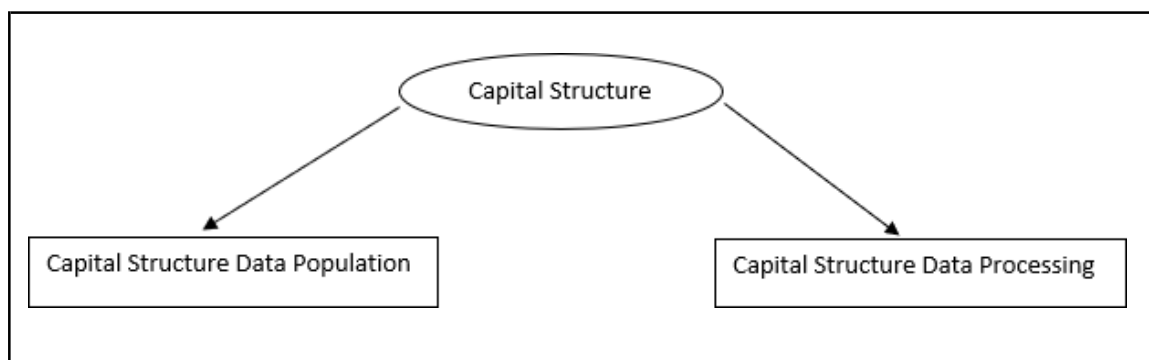 Capital Structure
Capital Structure Data Population
Capital Structure Data Processing